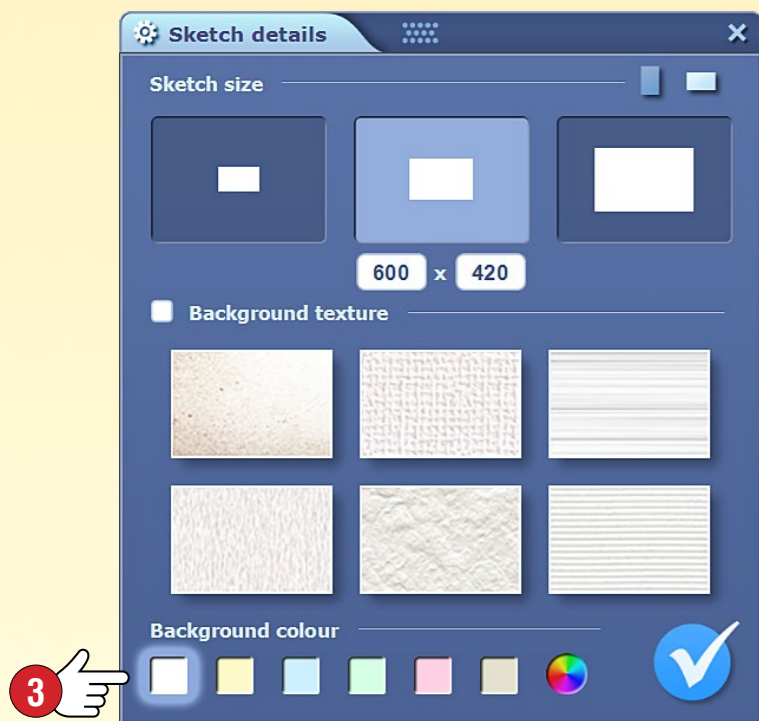 Sketch details
Sketch size
600 x 420
Background texture
Background colour
3